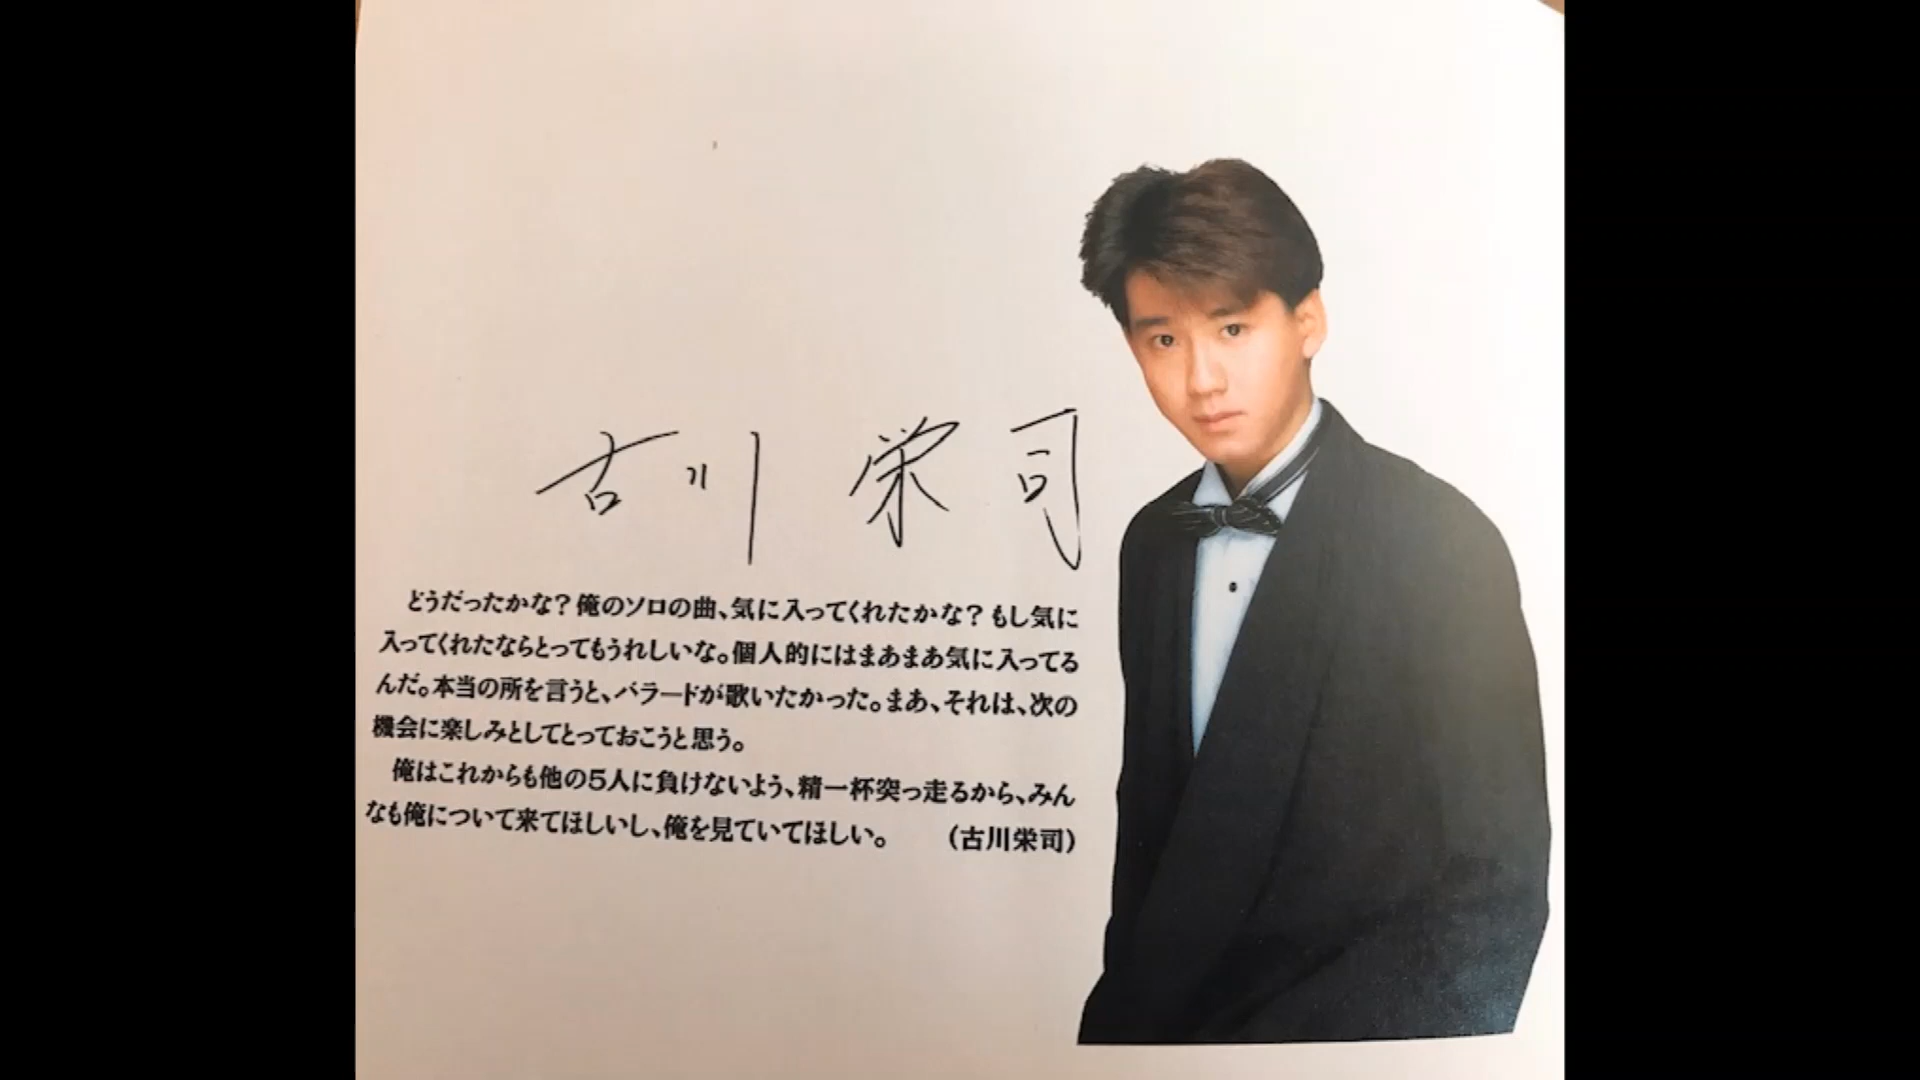 古川 栄司
どうだったかな?俺のソロの曲、気に入ってくれたかな?もし気に
入ってくれたならとってもうれしいな。個人的にはまあまあ気に入ってる
んだ。本当の所を言うと、バラードが歌いたかった。まあ、それは、次の
機会に楽しみとしてとっておこうと思う。
俺はこれからも他の5人に負けないよう、精一杯突っ走るから、みん
なも俺について来てほしいし、俺を見ていてほしい。 (古川栄司)